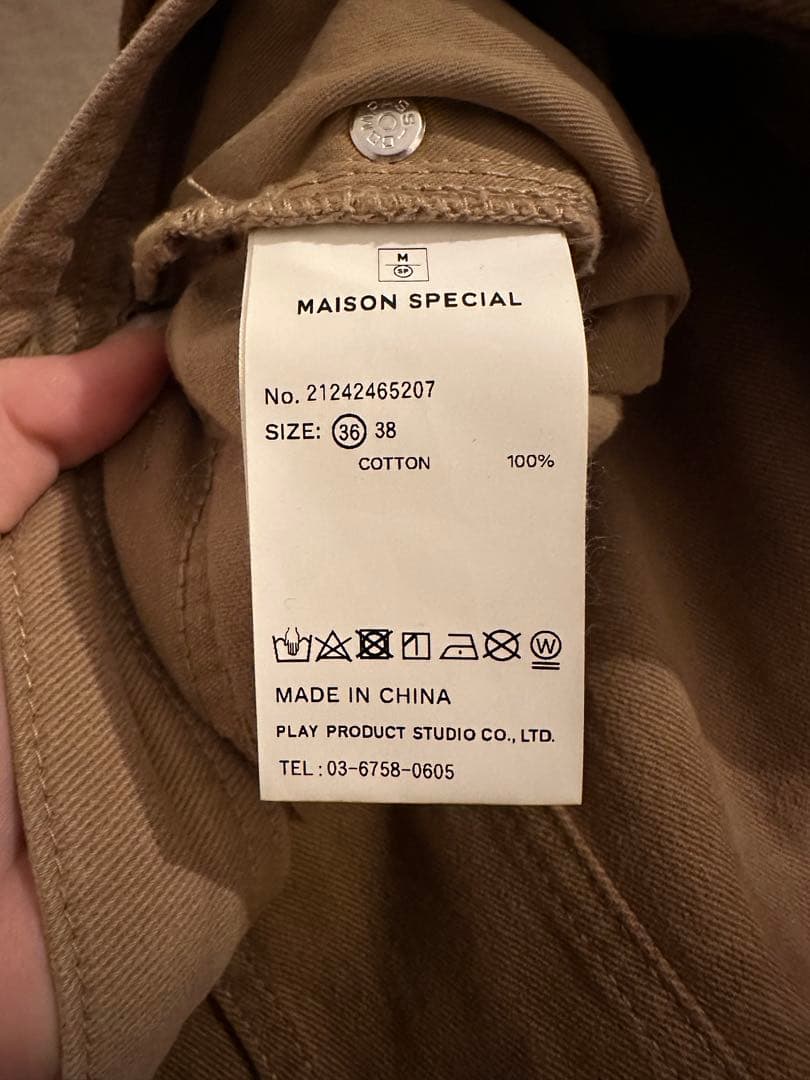 M
SP
MAISON SPECIAL
No. 21242465207
SIZE: 36 38
COTTON 100%
W
MADE IN CHINA
PLAY PRODUCT STUDIO CO., LTD.
TEL : 03-6758-0605